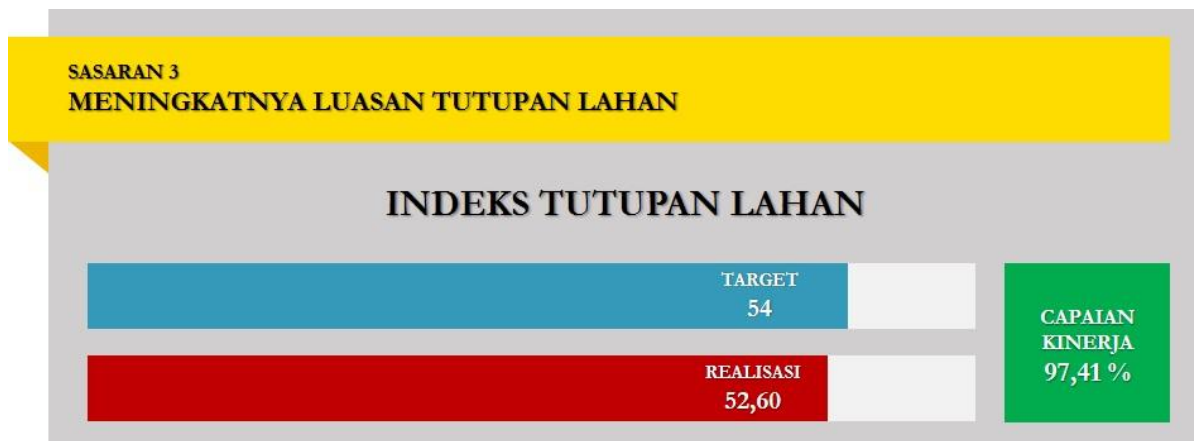 SASARAN 3
MENINGKATNYA LUASAN TUTUPAN LAHAN
INDEKS TUTUPAN LAHAN
TARGET
54
REALISASI
52,60
CAPAIAN
KINERJA
97,41 %